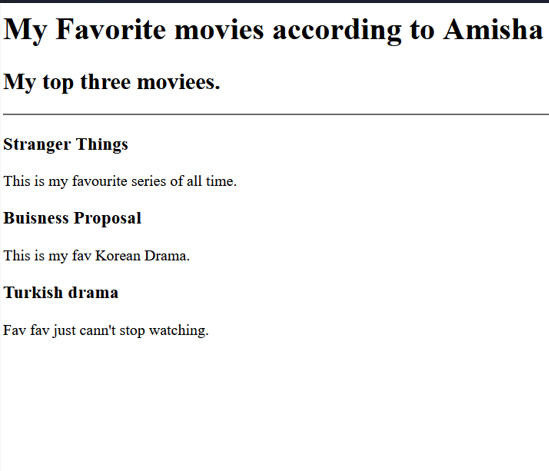 My Favorite movies according to Amisha
My top three moviees.
Stranger Things
This is my favourite series of all time.
Buisness Proposal
This is my fav Korean Drama.
Turkish drama
Fav fav just cann't stop watching.